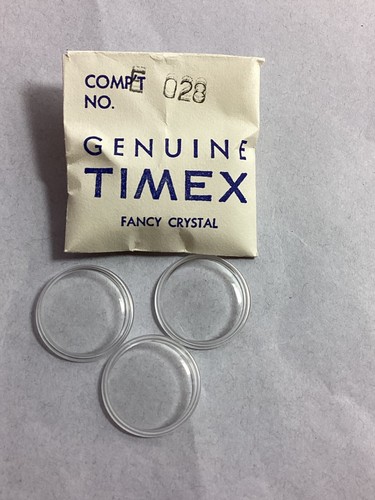 COMP'T E 028
NO.
GENUINE
TIMEX
FANCY CRYSTAL